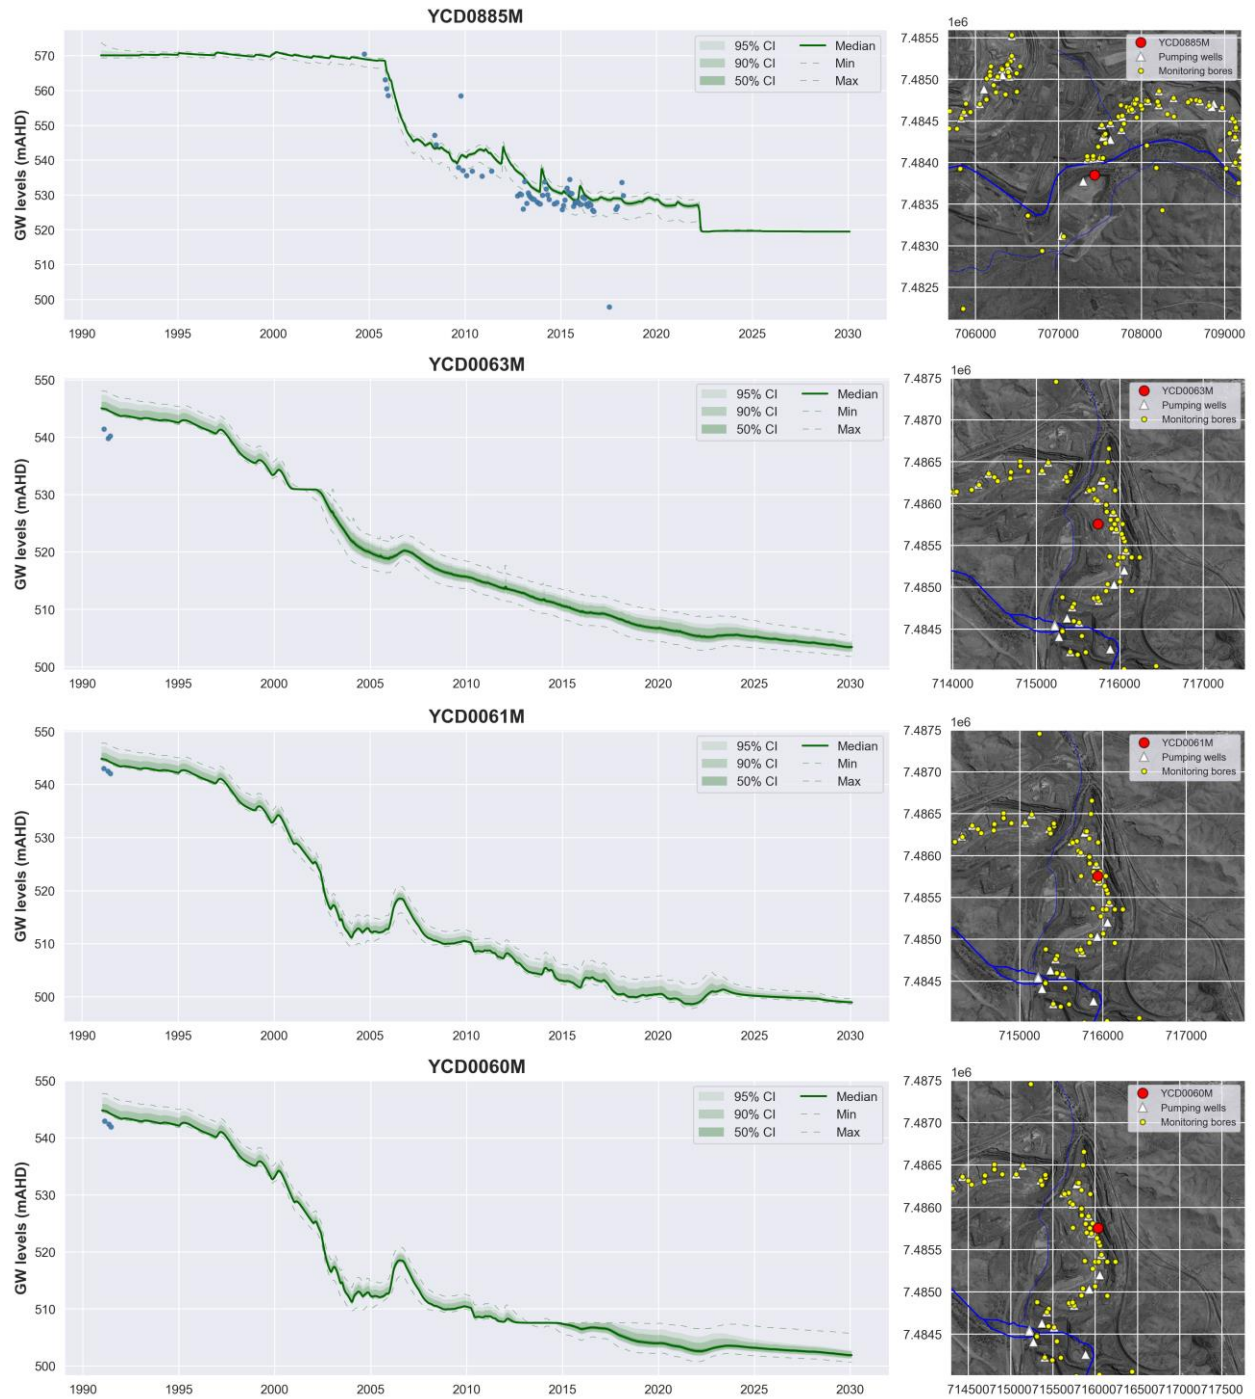 YCD0885M
GW levels (mAHD)
570
560
550
540
530
520
510
500
1990 1995 2000 2005 2010 2015 2020 2025 2030
95% CI Median
90% CI Min
50% CI Max
1e6
7.4855
7.4850
7.4845
7.4840
7.4835
7.4830
7.4825
706000 707000 708000 709000
YCD0885M
Pumping wells
Monitoring bores
YCD0063M
GW levels (mAHD)
550
540
530
520
510
500
1990 1995 2000 2005 2010 2015 2020 2025 2030
95% CI Median
90% CI Min
50% CI Max
1e6
7.4875
7.4870
7.4865
7.4860
7.4855
7.4850
7.4845
714000 715000 716000 717000
YCD0063M
Pumping wells
Monitoring bores
YCD0061M
GW levels (mAHD)
550
540
530
520
510
500
1990 1995 2000 2005 2010 2015 2020 2025 2030
95% CI Median
90% CI Min
50% CI Max
1e6
7.4875
7.4870
7.4865
7.4860
7.4855
7.4850
7.4845
715000 716000 717000
YCD0061M
Pumping wells
Monitoring bores
YCD0060M
GW levels (mAHD)
550
540
530
520
510
500
1990 1995 2000 2005 2010 2015 2020 2025 2030
95% CI Median
90% CI Min
50% CI Max
1e6
7.4875
7.4870
7.4865
7.4860
7.4855
7.4850
7.4845
714500 715000 715500 716000 716500 717000 717500
YCD0060M
Pumping wells
Monitoring bores